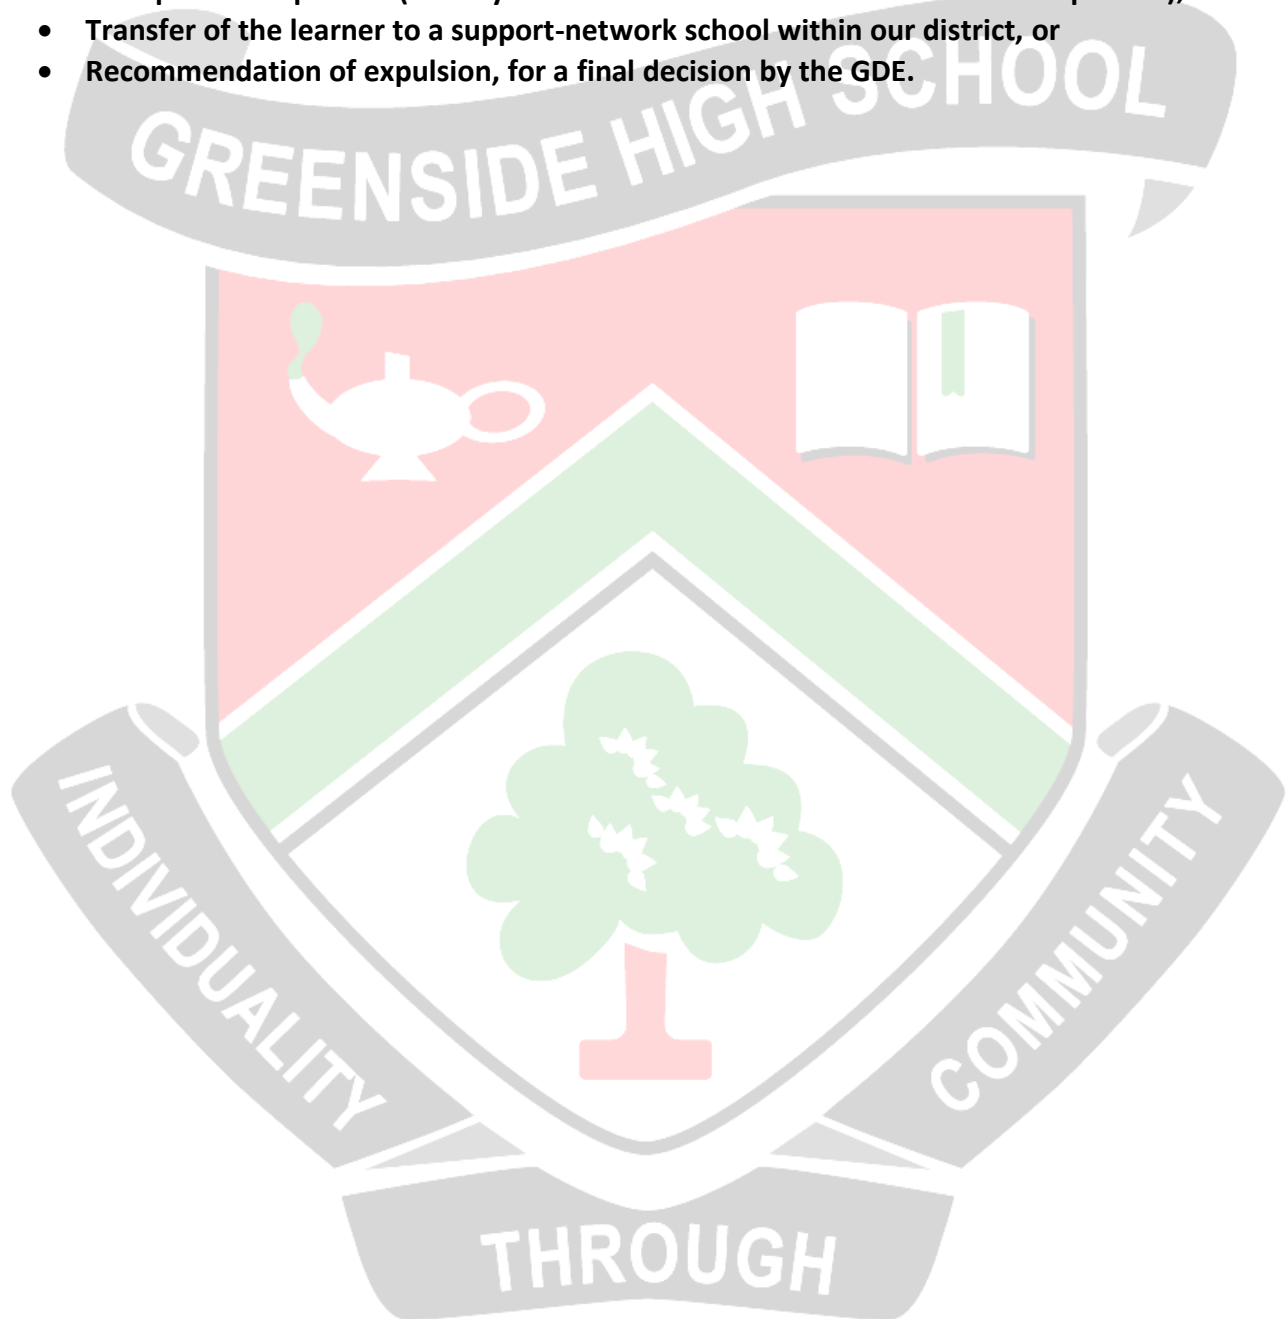 • Transfer of the learner to a support-network school within our district, or
• Recommendation of expulsion, for a final decision by the GDE.
GREENSIDE HIGH SCHOOL
INDIVIDUALITY
THROUGH
COMMUNITY